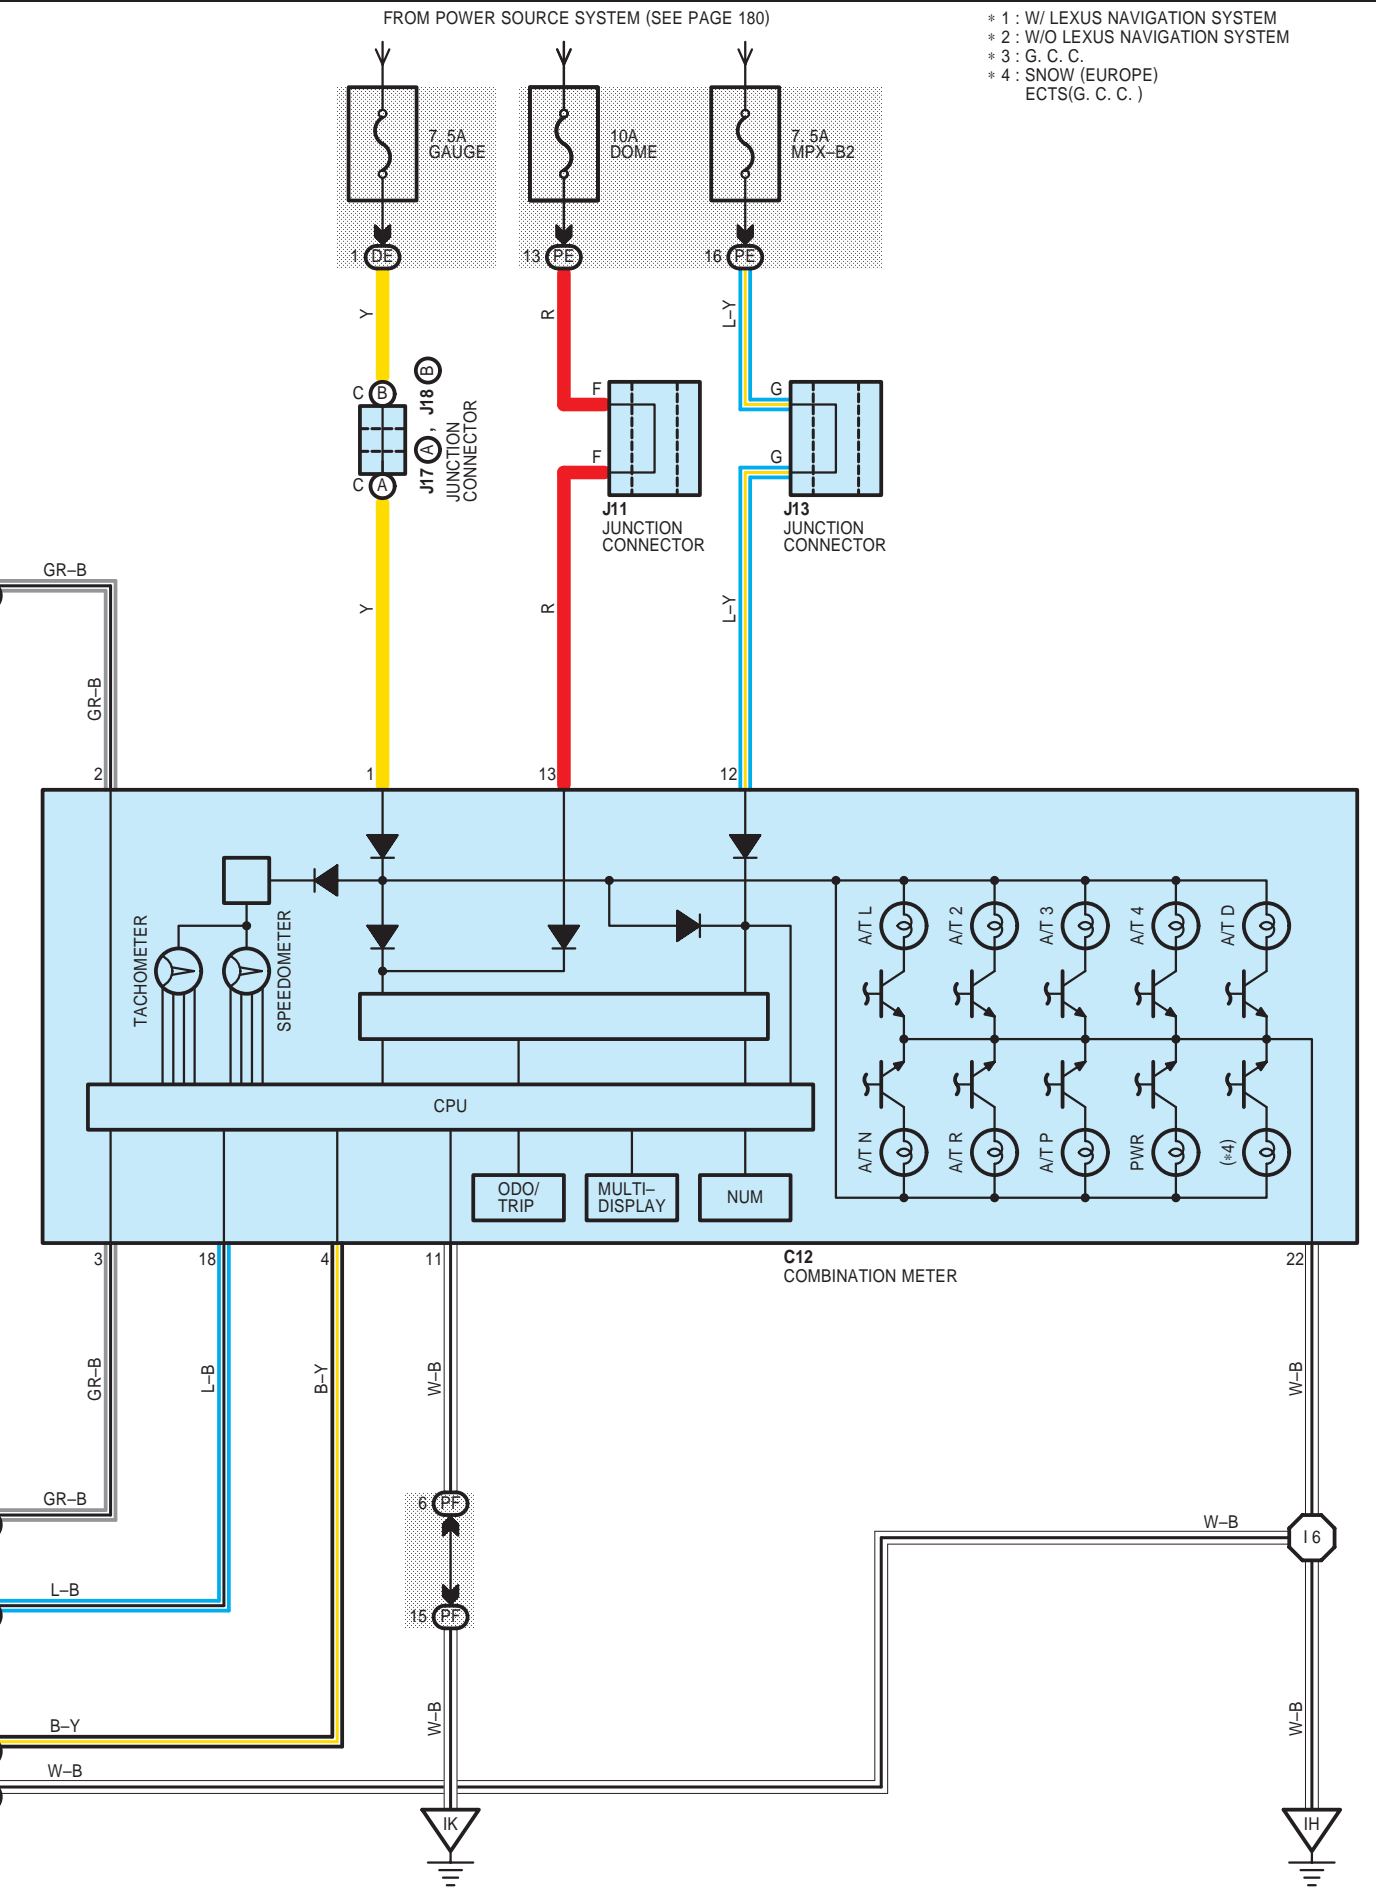 FROM POWER SOURCE SYSTEM (SEE PAGE 180)
* 1 : W/ LEXUS NAVIGATION SYSTEM
* 2 : W/O LEXUS NAVIGATION SYSTEM
* 3 : G. C. C.
* 4 : SNOW (EUROPE)
ECTS(G. C. C. )
7. 5A
GAUGE
10A
DOME
7. 5A
MPX–B2
1 DE
13 PE
16 PE
Y
R
L–Y
C B
C A
J17 A , J18 B
JUNCTION
CONNECTOR
F
F
J11
JUNCTION
CONNECTOR
G
G
J13
JUNCTION
CONNECTOR
GR–B
GR–B
Y
R
L–Y
2
1
13
12
TACHOMETER
SPEEDOMETER
A/T L
A/T 2
A/T 3
A/T 4
A/T D
CPU
A/T N
A/T R
A/T P
PWR
(*4)
ODO/
TRIP
MULTI–
DISPLAY
NUM
3
18
4
11
22
C12
COMBINATION METER
GR–B
L–B
B–Y
W–B
W–B
GR–B
6 PF
W–B
I 6
L–B
15 PF
B–Y
W–B
W–B
W–B
IK
IH